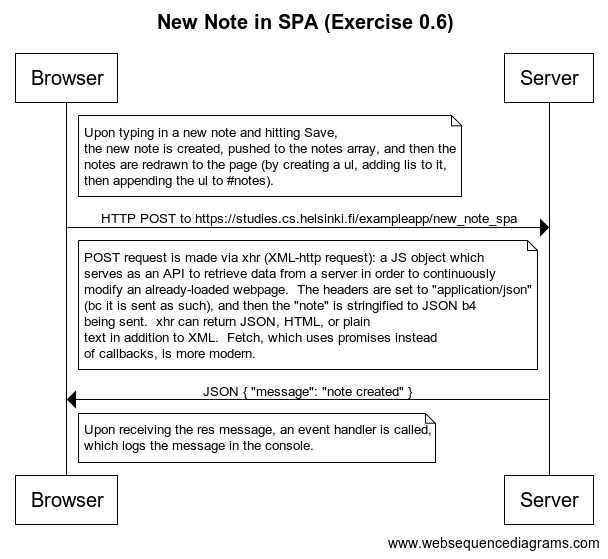 New Note in SPA (Exercise 0.6)
Browser
Server
Upon typing in a new note and hitting Save,
the new note is created, pushed to the notes array, and then the
notes are redrawn to the page (by creating a ul, adding lis to it,
then appending the ul to #notes).
HTTP POST to https://studies.cs.helsinki.fi/exampleapp/new_note_spa
POST request is made via xhr (XML-http request): a JS object which
serves as an API to retrieve data from a server in order to continuously
modify an already-loaded webpage.  The headers are set to "application/json"
(bc it is sent as such), and then the "note" is stringified to JSON b4
being sent.  xhr can return JSON, HTML, or plain
text in addition to XML.  Fetch, which uses promises instead
of callbacks, is more modern.
JSON { "message": "note created" }
Upon receiving the res message, an event handler is called,
which logs the message in the console.
Browser
Server
www.websequencediagrams.com